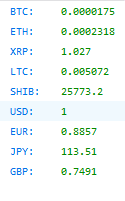 BTC: 0.0000175
ETH: 0.0002318
XRP: 1.027
LTC: 0.005072
SHIB: 25773.2
USD: 1
EUR: 0.8857
JPY: 113.51
GBP: 0.7491